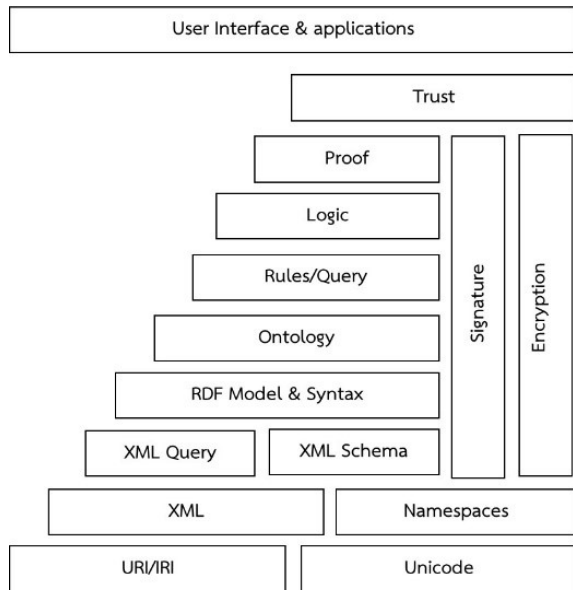 User Interface & applications
Trust
Proof
Logic
Rules/Query
Ontology
RDF Model & Syntax
XML Query
XML Schema
Signature
Encryption
XML
Namespaces
URI/IRI
Unicode